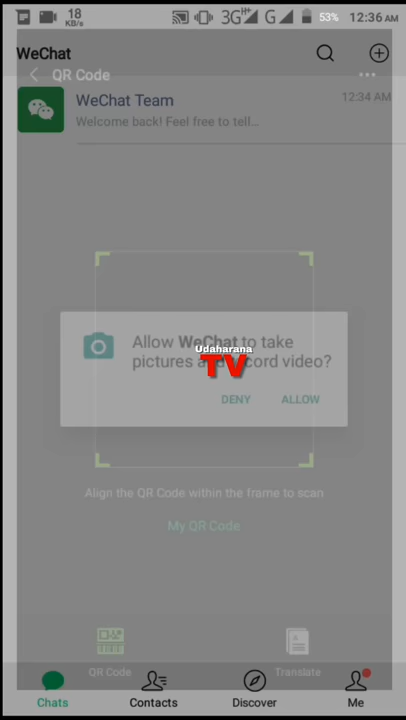 18
KB/s
3G
H+
G
53%
12:36 AM
WeChat
QR Code
WeChat Team
12:34 AM
Welcome back! Feel free to tell...
Allow WeChat to take
pictures and record video?
Udaharana
TV
DENY
ALLOW
Align the QR Code within the frame to scan
My QR Code
QR Code
Translate
Chats
Contacts
Discover
Me